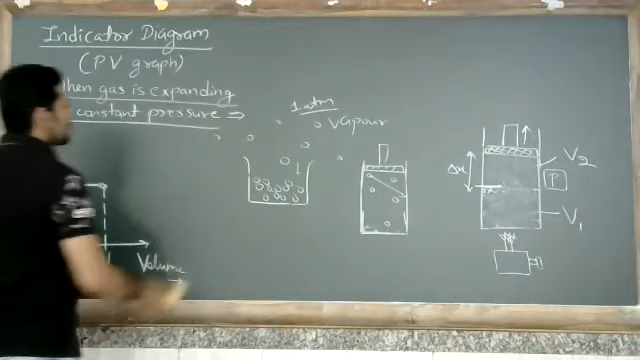 Indicator Diagram
(PV graph)
when gas is expanding
constant pressure ⇒
1 atm
Vapour
Δx
V₂
P
V₁
Volume